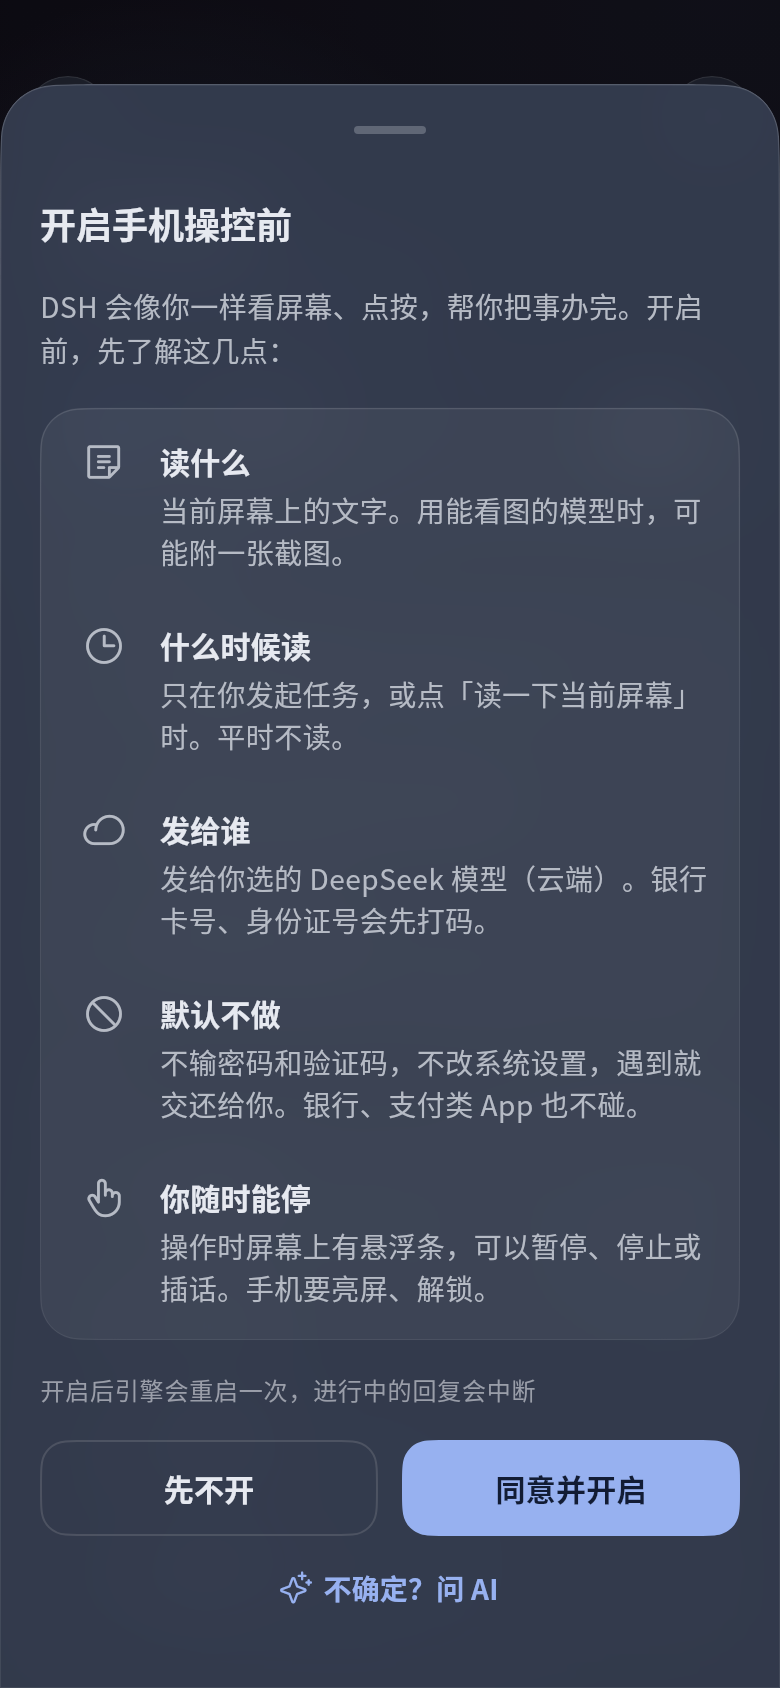 开启手机操控前
DSH 会像你一样看屏幕、点按，帮你把事办完。开启
前，先了解这几点：
读什么
当前屏幕上的文字。用能看图的模型时，可
能附一张截图。
什么时候读
只在你发起任务，或点「读一下当前屏幕」
时。平时不读。
发给谁
发给你选的 DeepSeek 模型（云端）。银行
卡号、身份证号会先打码。
默认不做
不输密码和验证码，不改系统设置，遇到就
交还给你。银行、支付类 App 也不碰。
你随时能停
操作时屏幕上有悬浮条，可以暂停、停止或
插话。手机要亮屏、解锁。
开启后引擎会重启一次，进行中的回复会中断
先不开
同意并开启
不确定？问 AI